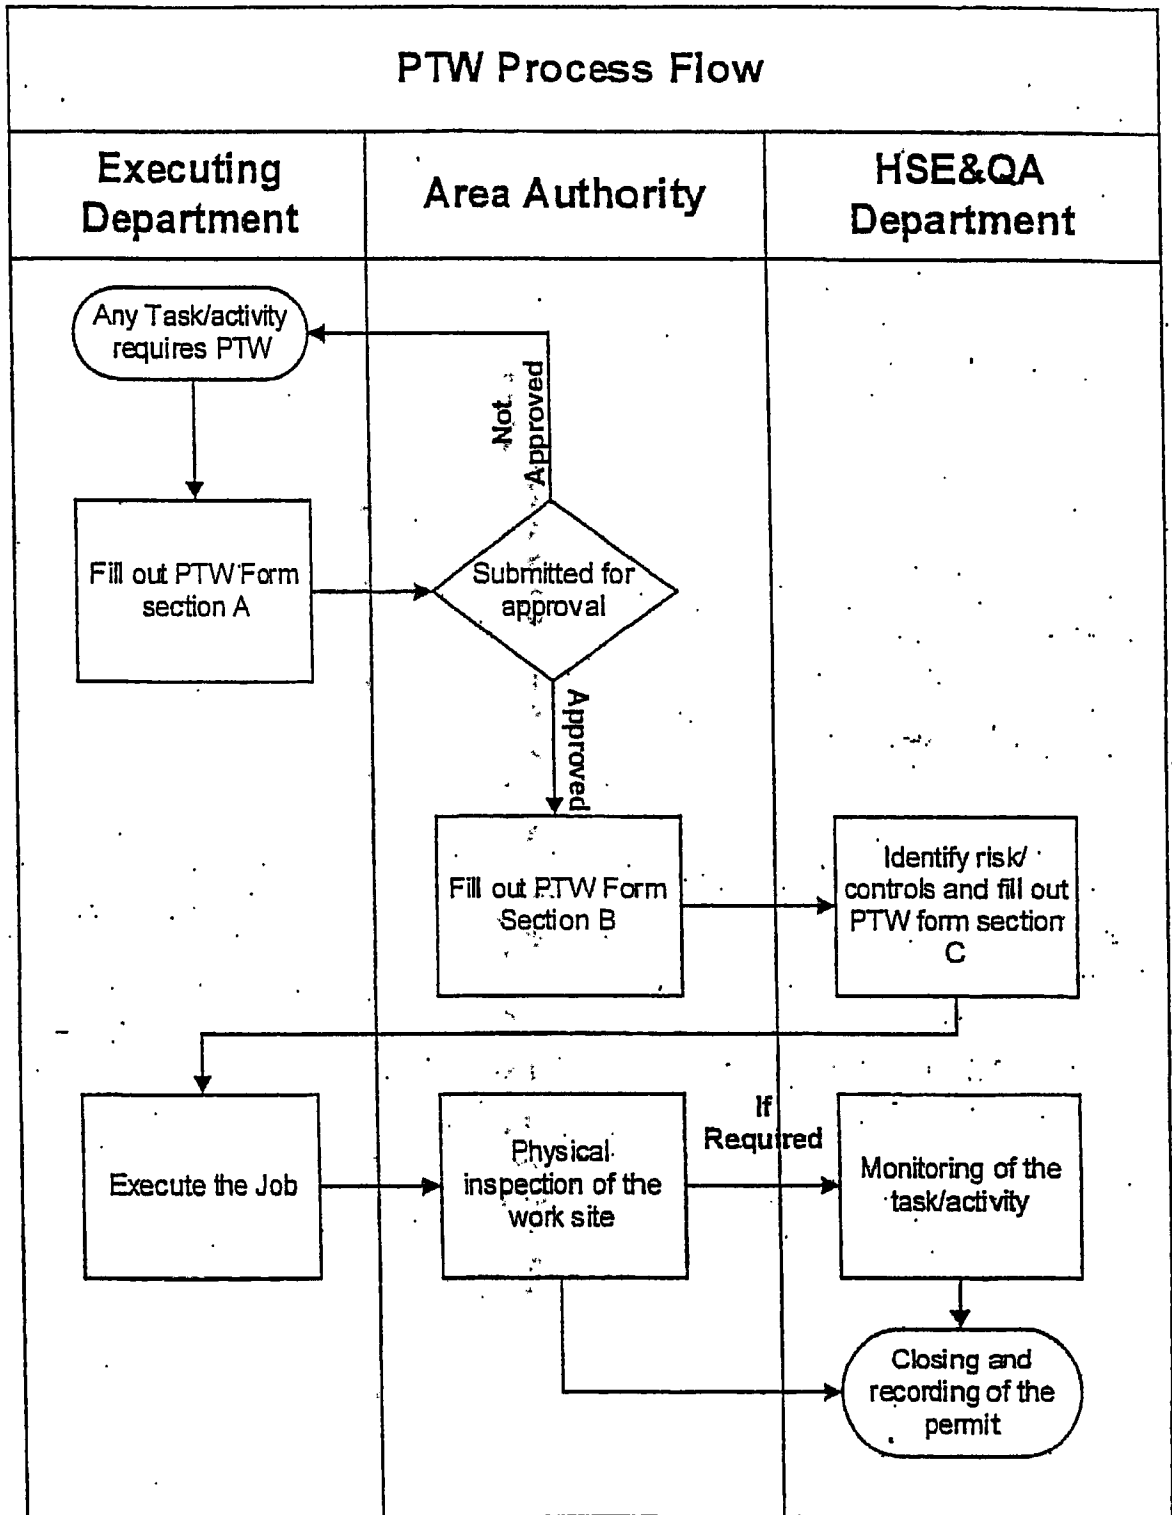 PTW Process Flow
Executing
Department
Area Authority
HSE&QA
Department
Any Task/activity
requires PTW
Not
Approved
Fill out PTW Form
section A
Submitted for
approval
Approved
Fill out PTW Form
Section B
Identify risk/
controls and fill out
PTW form section
C
Execute the Job
Physical
inspection of the
work site
If
Required
Monitoring of the
task/activity
Closing and
recording of the
permit